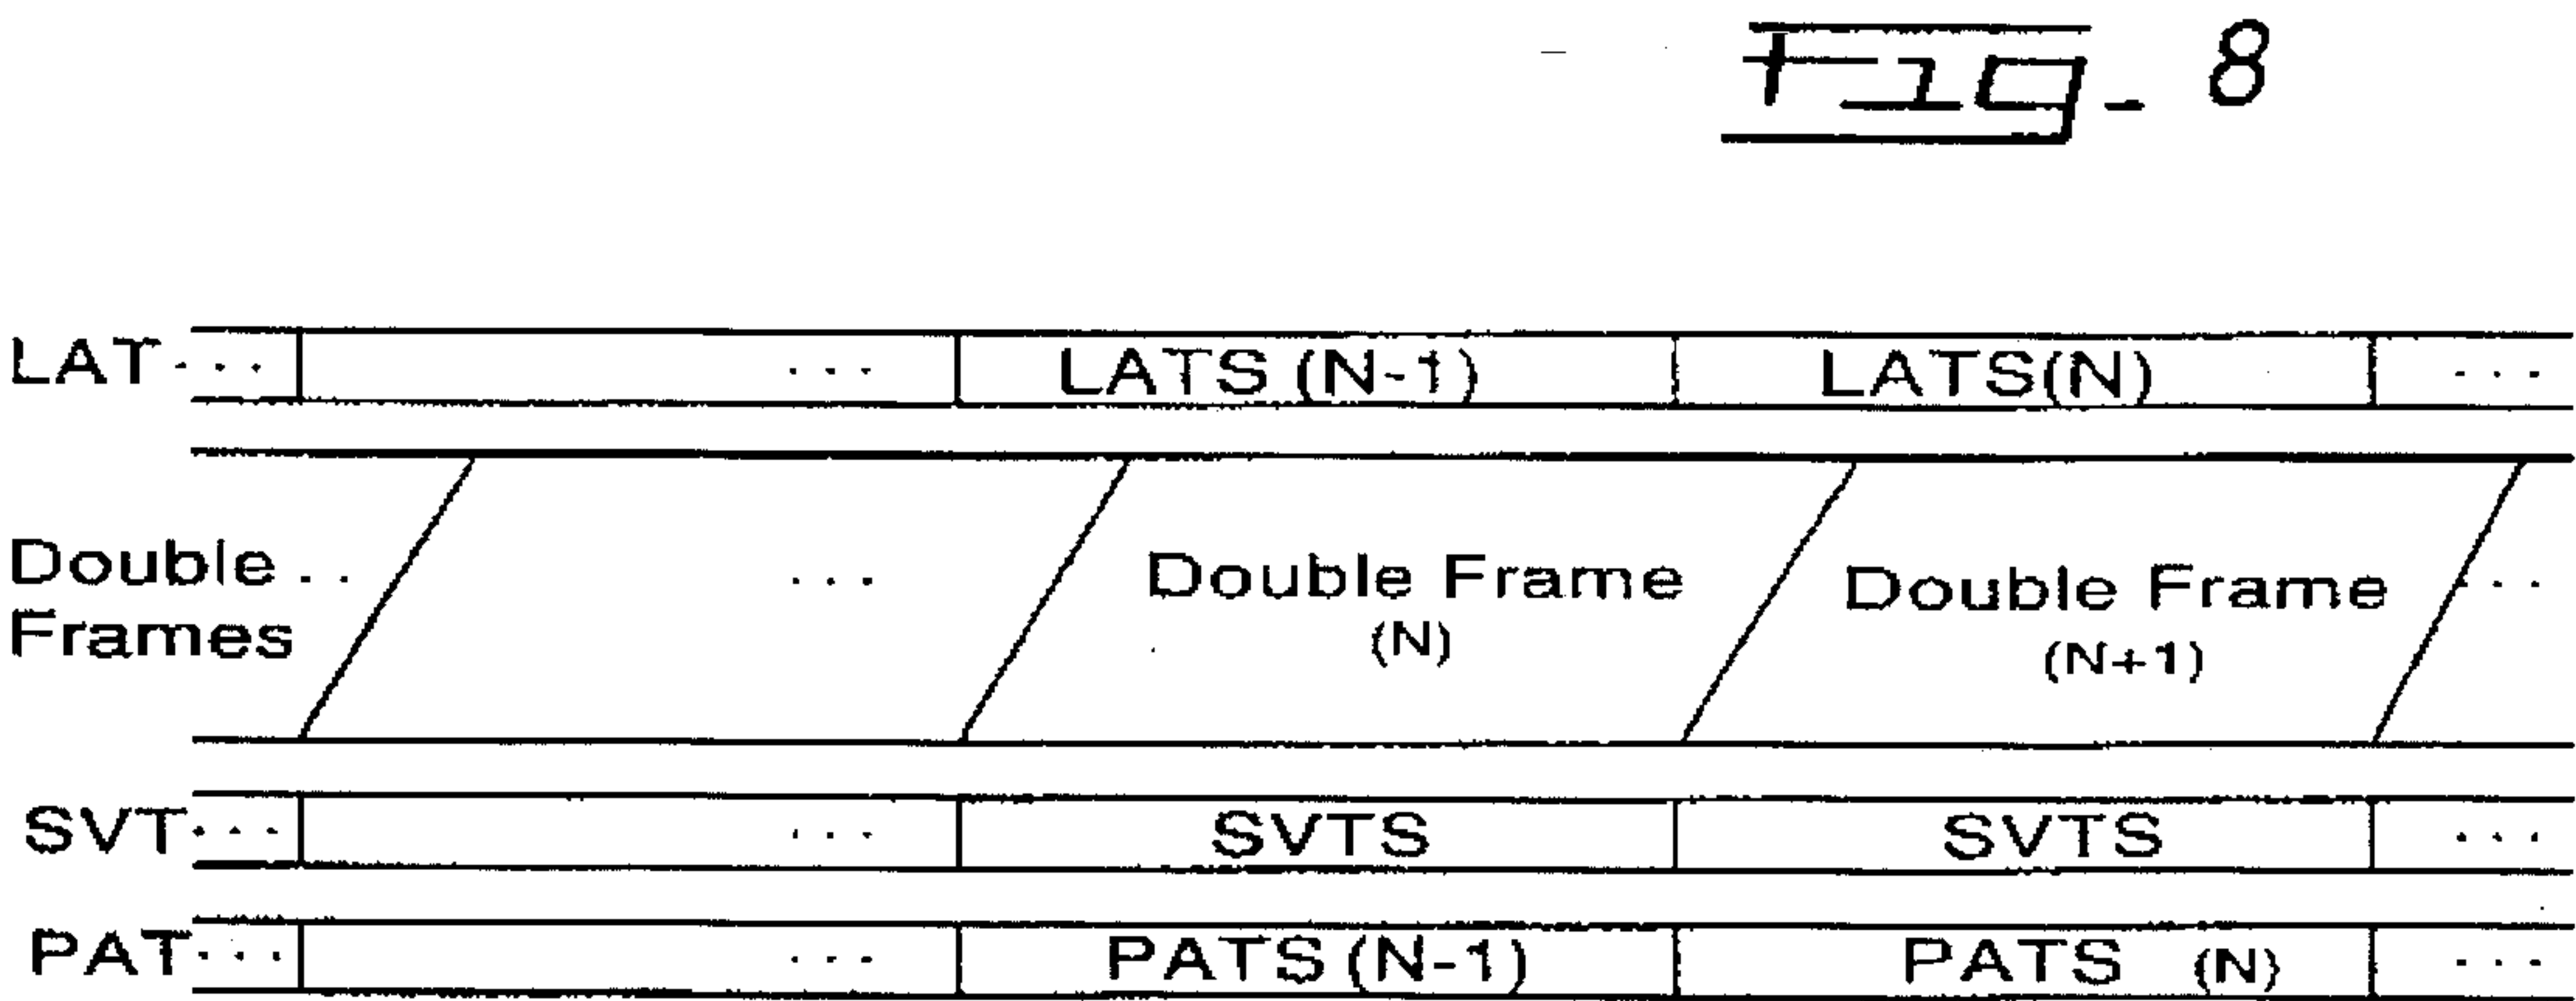 Fig. 8
LAT ... ... LATS (N-1) LATS(N) ...
Double Frames .. ... Double Frame (N) Double Frame (N+1) ...
SVT ... ... SVTS SVTS ...
PAT ... ... PATS (N-1) PATS (N) ...